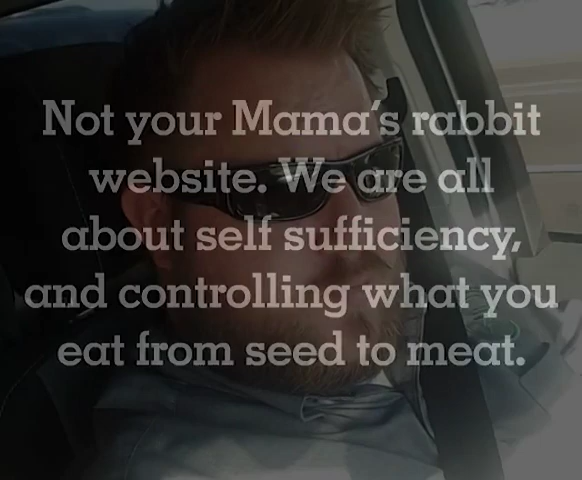 Not your Mama's rabbit
website. We are all
about self sufficiency,
and controlling what you
eat from seed to meat.